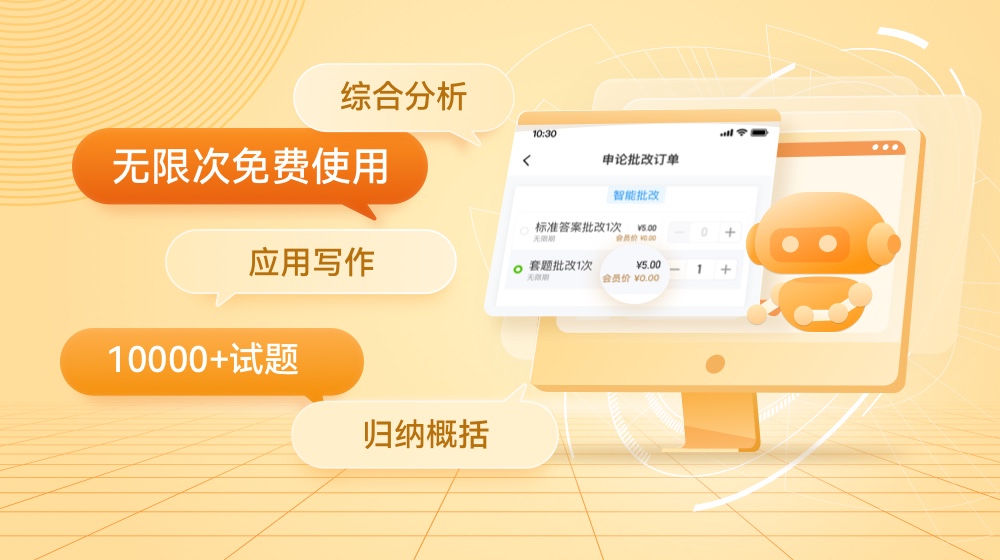 综合分析
无限次免费使用
应用写作
10000+试题
归纳概括
10:30
申论批改订单
智能批改
标准答案批改1次
¥5.00
无限期
会员价 ¥0.00
0
套题批改1次
¥5.00
无限期
会员价 ¥0.00
1